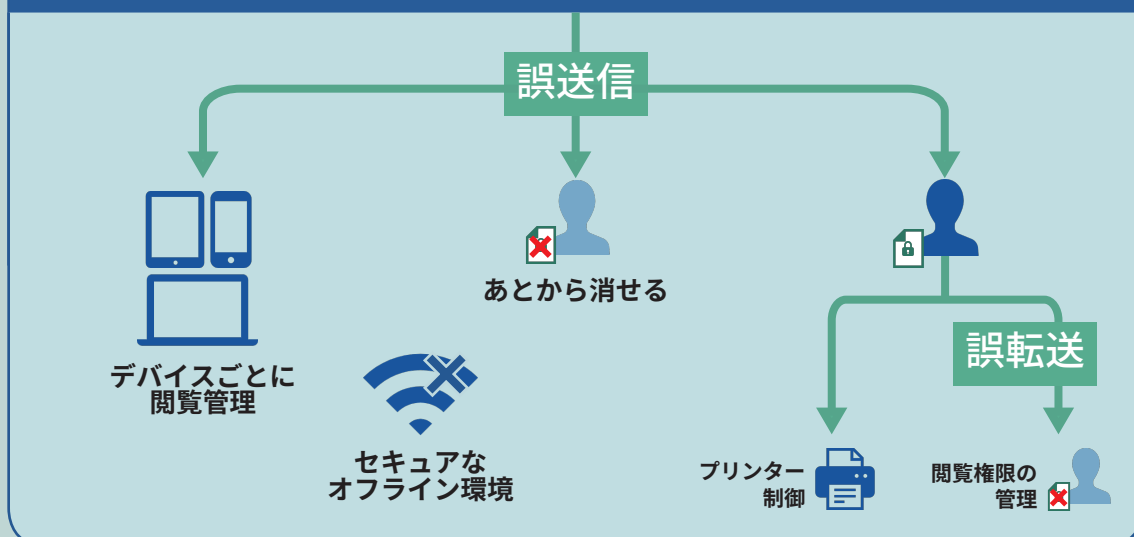 誤送信
あとから消せる
デバイスごとに
閲覧管理
セキュアな
オフライン環境
誤転送
プリンター
制御
閲覧権限の
管理